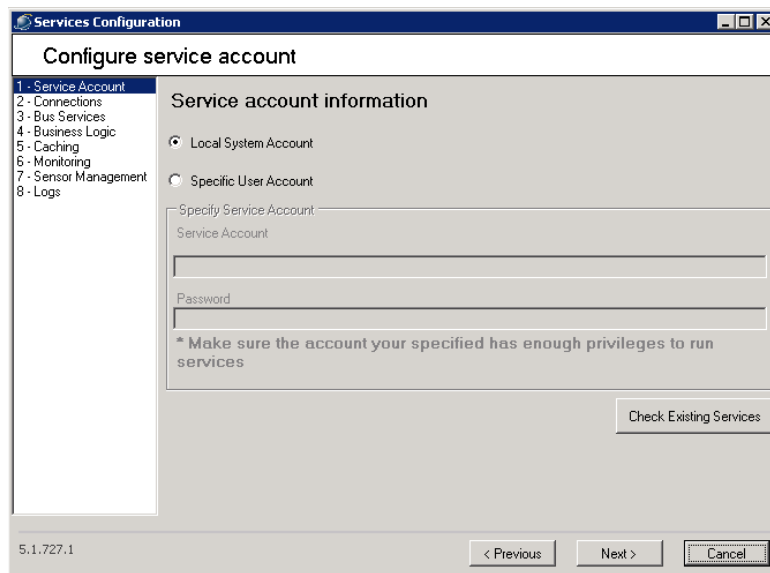 Services Configuration
Configure service account
1 - Service Account
2 - Connections
3 - Bus Services
4 - Business Logic
5 - Caching
6 - Monitoring
7 - Sensor Management
8 - Logs
Service account information
Local System Account
Specific User Account
Specify Service Account
Service Account
Password
* Make sure the account your specified has enough privileges to run
services
Check Existing Services
5.1.727.1
< Previous
Next >
Cancel